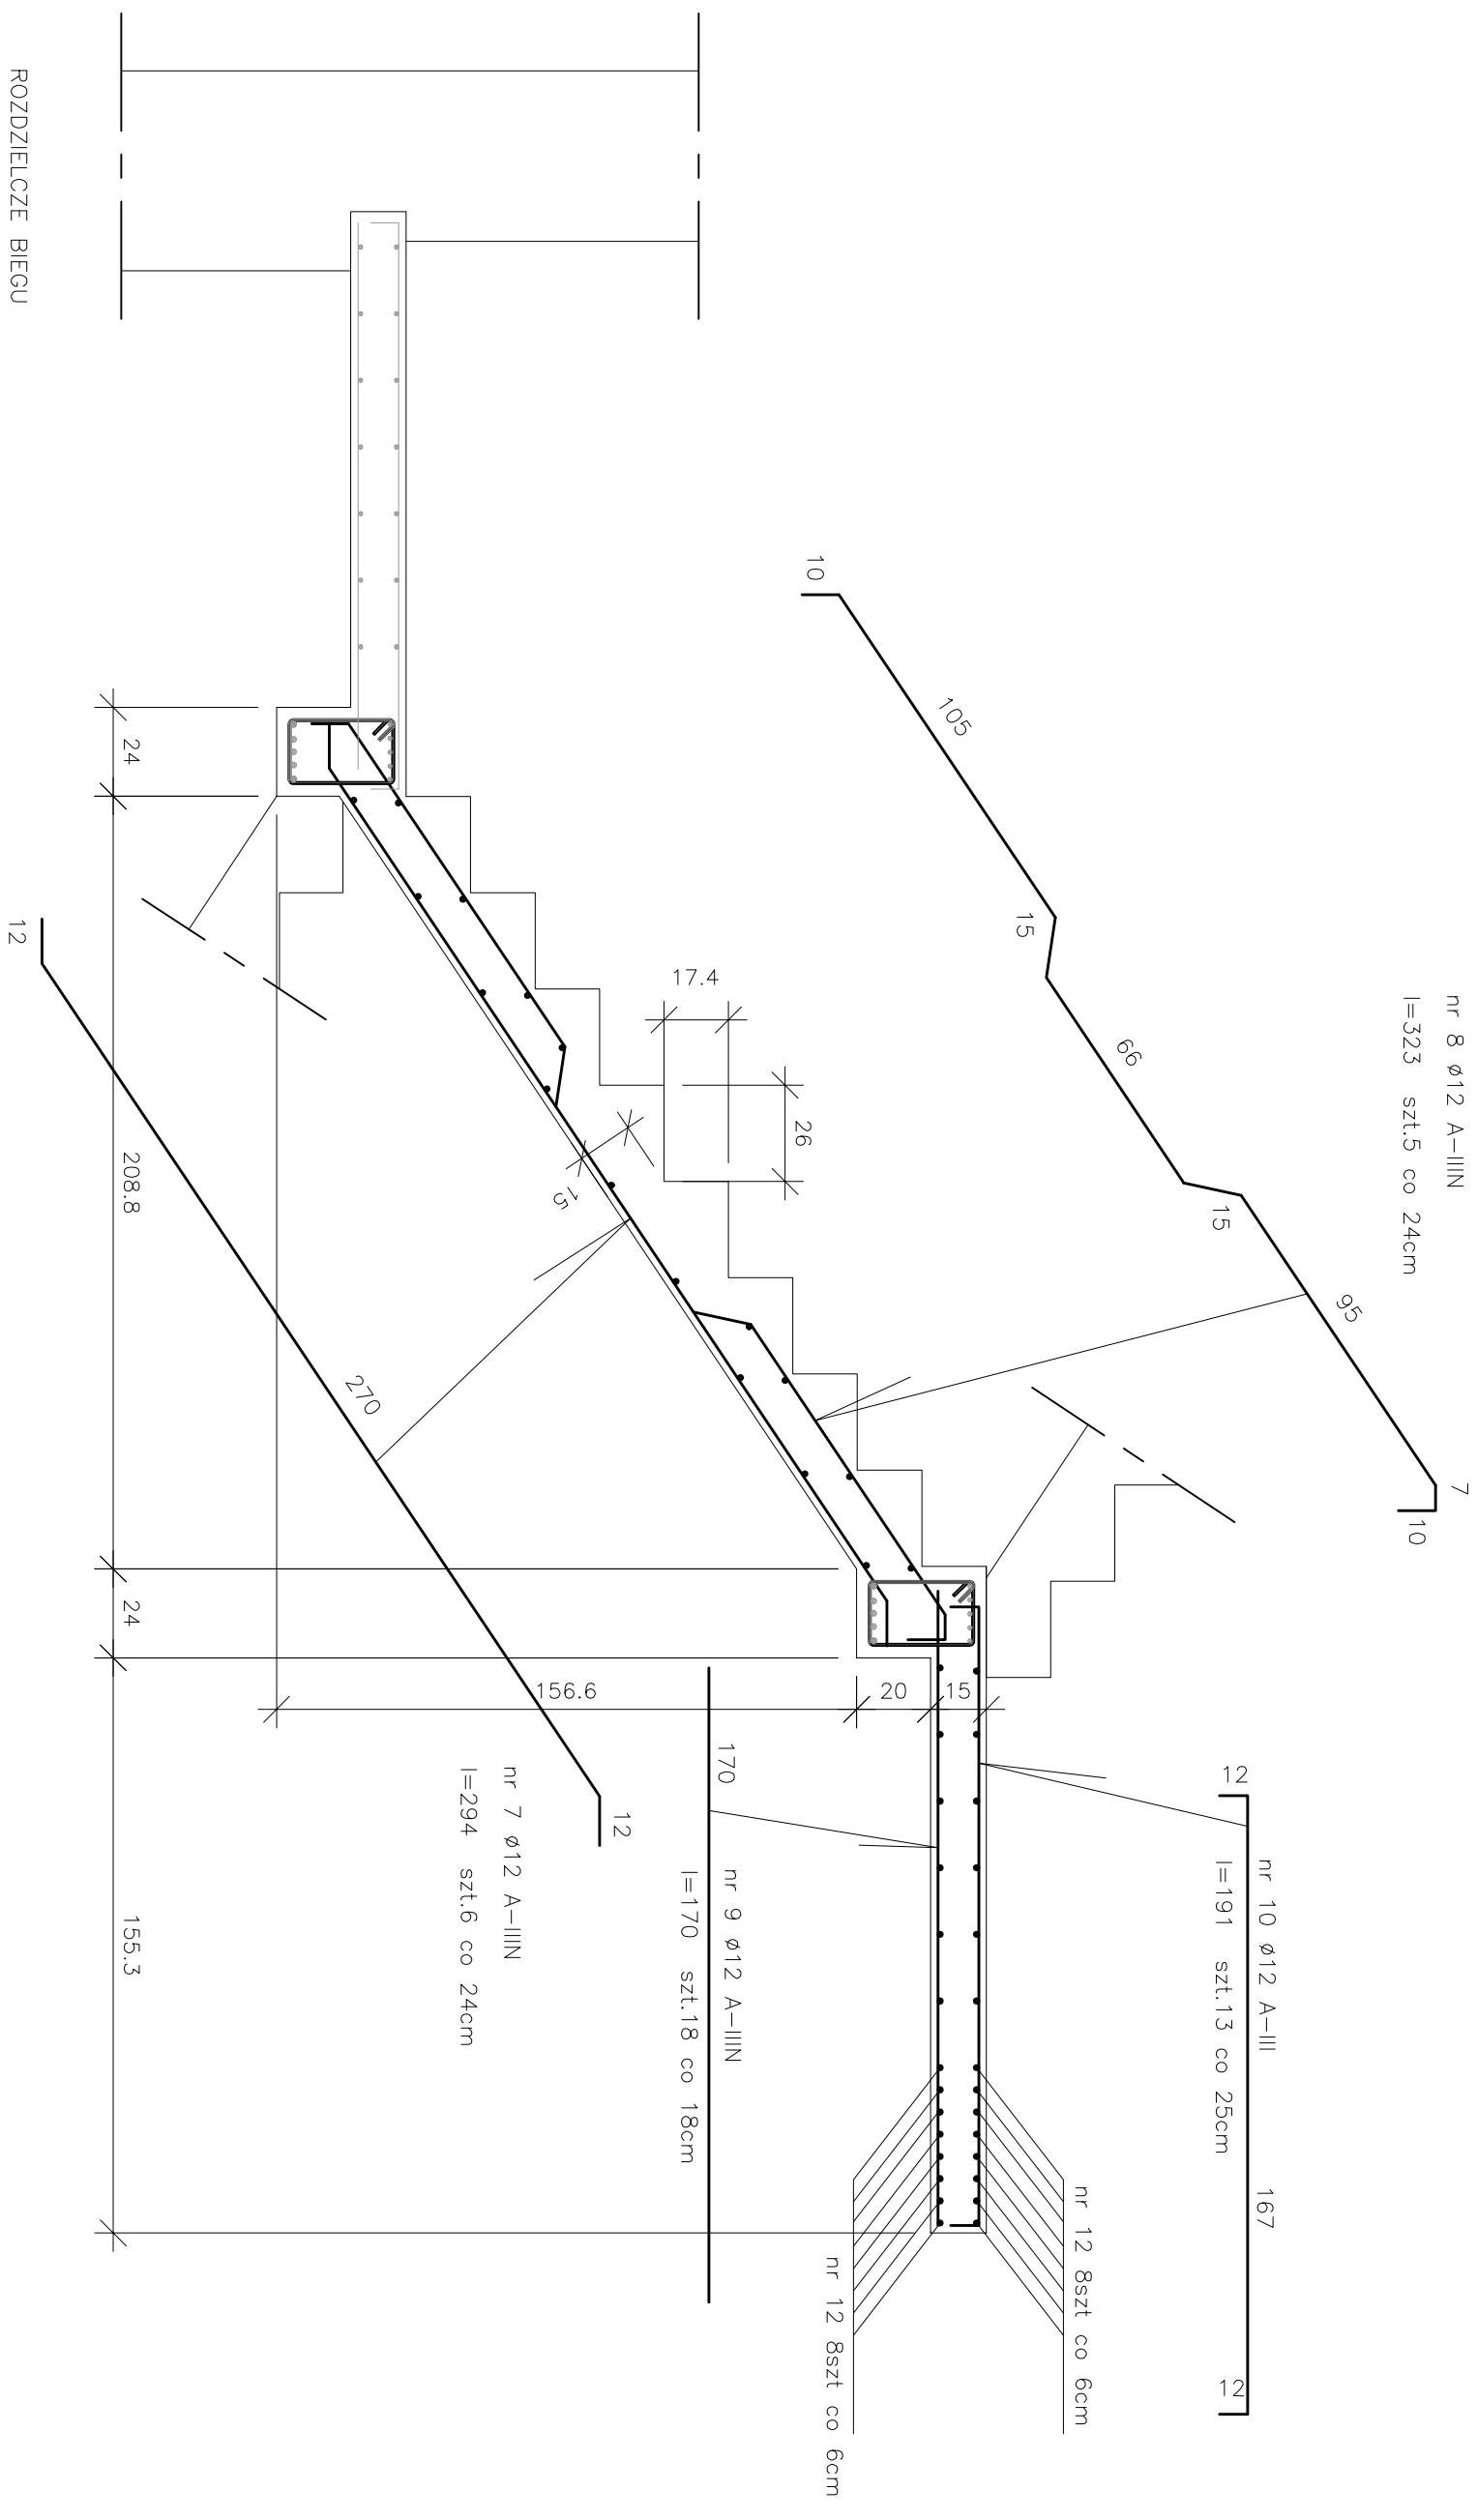 nr 8 ø12 A-IIIN
l=323 szt.5 co 24cm
10
105
15
66
15
95
7
10
nr 10 ø12 A-III
l=191 szt.13 co 25cm
12
167
12
17.4
26
15
nr 12 8szt co 6cm
nr 12 8szt co 6cm
156.6
20
15
170
nr 9 ø12 A-IIIN
l=170 szt.18 co 18cm
12
270
12
nr 7 ø12 A-IIIN
l=294 szt.6 co 24cm
24
208.8
24
155.3
ROZDZIELCZE BIEGU